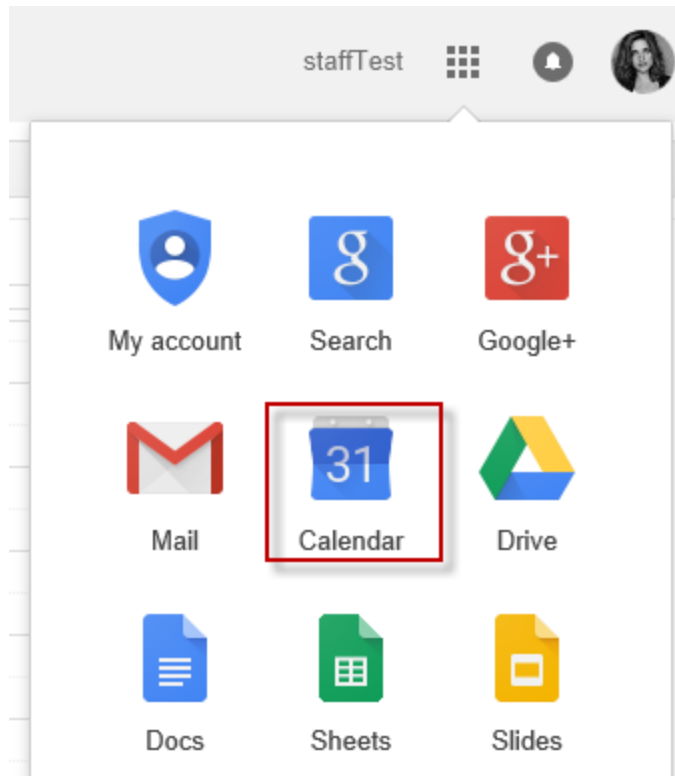 staffTest
g
g+
My account
Search
Google+
31
Mail
Calendar
Drive
Docs
Sheets
Slides